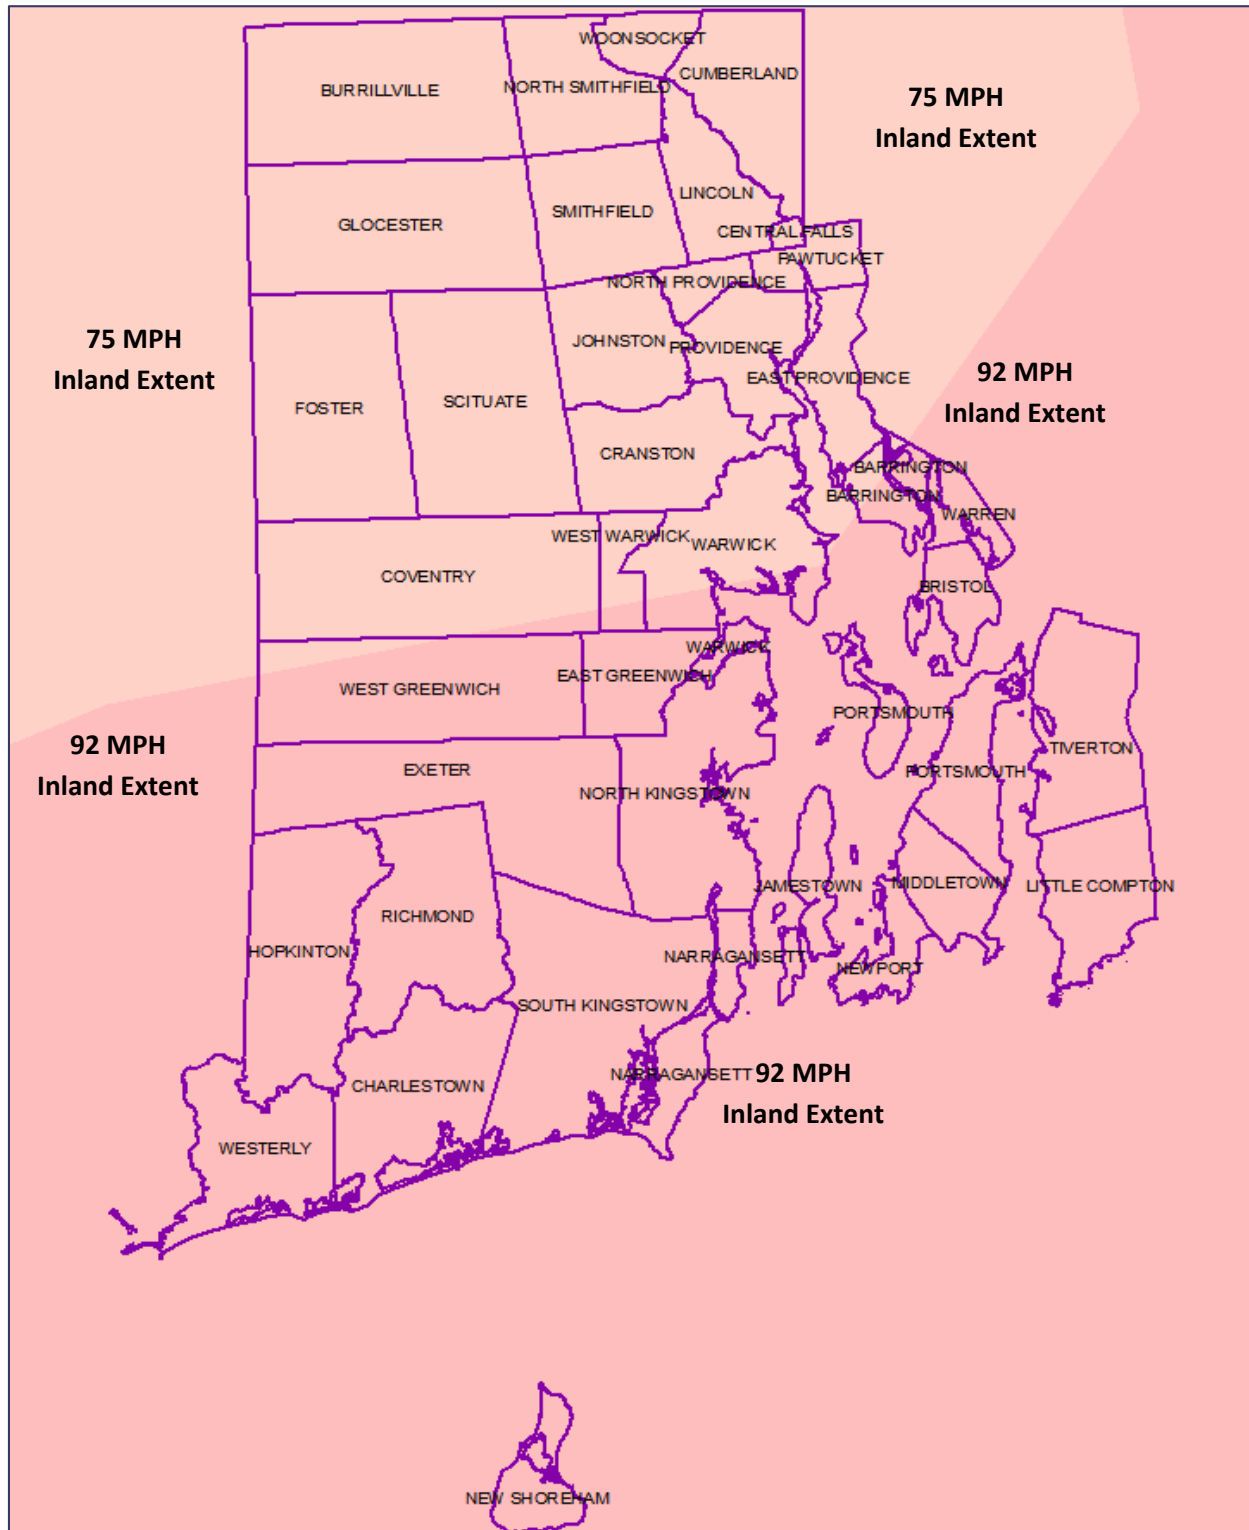 WOONSOCKET
CUMBERLAND
BURRILLVILLE
NORTH SMITHFIELD
75 MPH
Inland Extent
LINCOLN
SMITHFIELD
GLOCESTER
CENTRAL FALLS
PAWTUCKET
NORTH PROVIDENCE
75 MPH
Inland Extent
JOHNSTON
PROVIDENCE
EAST PROVIDENCE
92 MPH
Inland Extent
FOSTER
SCITUATE
CRANSTON
BARRINGTON
BARRINGTON
WARREN
WEST WARWICK
WARWICK
COVENTRY
BRISTOL
WARWICK
EAST GREENWICH
WEST GREENWICH
PORTSMOUTH
92 MPH
Inland Extent
TIVERTON
EXETER
PORTSMOUTH
NORTH KINGSTOWN
JAMESTOWN
MIDDLETOWN
LITTLE COMPTON
RICHMOND
HOPKINTON
NARRAGANSETT
NEWPORT
SOUTH KINGSTOWN
NARRAGANSETT
92 MPH
Inland Extent
CHARLESTOWN
WESTERLY
NEW SHOREHAM